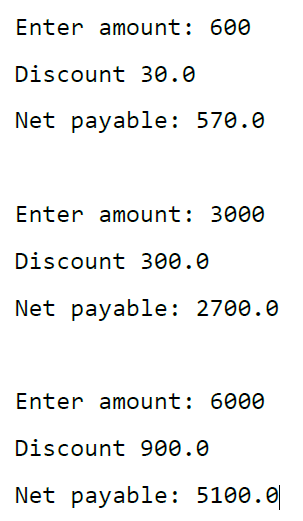 Enter amount: 600
Discount 30.0
Net payable: 570.0
Enter amount: 3000
Discount 300.0
Net payable: 2700.0
Enter amount: 6000
Discount 900.0
Net payable: 5100.0